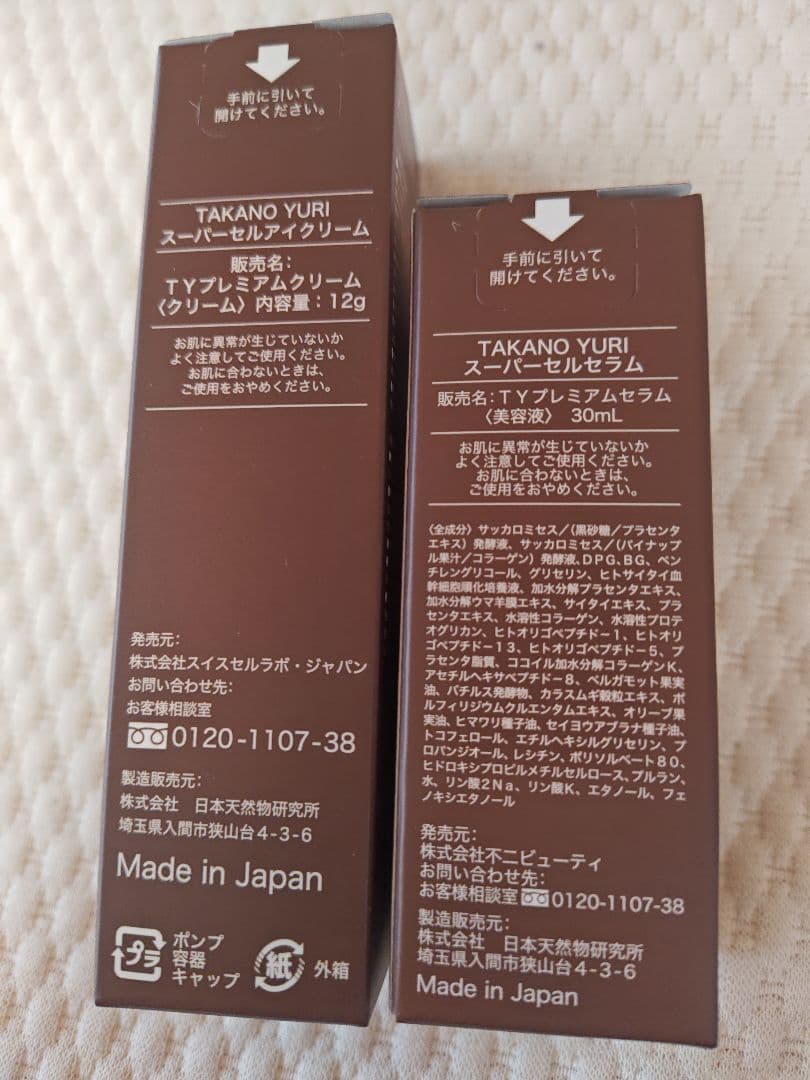 手前に引いて
開けてください。
TAKANO YURI
スーパーセルアイクリーム
販売名：
TYプレミアムクリーム
〈クリーム〉内容量：12g
お肌に異常が生じていないか
よく注意してご使用ください。
お肌に合わないときは、
ご使用をおやめください。
発売元：
株式会社スイスセルラボ・ジャパン
お問い合わせ先：
お客様相談室
0120-1107-38
製造販売元：
株式会社 日本天然物研究所
埼玉県入間市狭山台4-3-6
Made in Japan
プラ
ポンプ
容器
キャップ
紙
外箱
手前に引いて
開けてください。
TAKANO YURI
スーパーセルセラム
販売名：TYプレミアムセラム
〈美容液〉 30mL
お肌に異常が生じていないか
よく注意してご使用ください。
お肌に合わないときは、
ご使用をおやめください。
〈全成分〉サッカロミセス／（黒砂糖／プラセンタ
エキス）発酵液、サッカロミセス／（パイナップ
ル果汁／コラーゲン）発酵液、DPG、BG、ペン
チレングリコール、グリセリン、ヒトサイタイ血
幹細胞順化培養液、加水分解プラセンタエキス、
加水分解ウマ羊膜エキス、サイタイエキス、プラ
センタエキス、水溶性コラーゲン、水溶性プロテ
オグリカン、ヒトオリゴペプチド－1、ヒトオリ
ゴペプチド－13、ヒトオリゴペプチド－5、プ
ラセンタ脂質、ココイル加水分解コラーゲンK、
アセチルヘキサペプチド－8、ベルガモット果実
油、バチルス発酵物、カラスムギ穀粒エキス、ポ
ルフィリジウムクルエンタムエキス、オリーブ果
実油、ヒマワリ種子油、セイヨウアブラナ種子油、
トコフェロール、エチルヘキシルグリセリン、プ
ロパンジオール、レシチン、ポリソルベート80、
ヒドロキシプロピルメチルセルロース、プルラン、
水、リン酸2Na、リン酸K、エタノール、フェ
ノキシエタノール
発売元：
株式会社不二ビューティ
お問い合わせ先：
お客様相談室 0120-1107-38
製造販売元：
株式会社 日本天然物研究所
埼玉県入間市狭山台4-3-6
Made in Japan